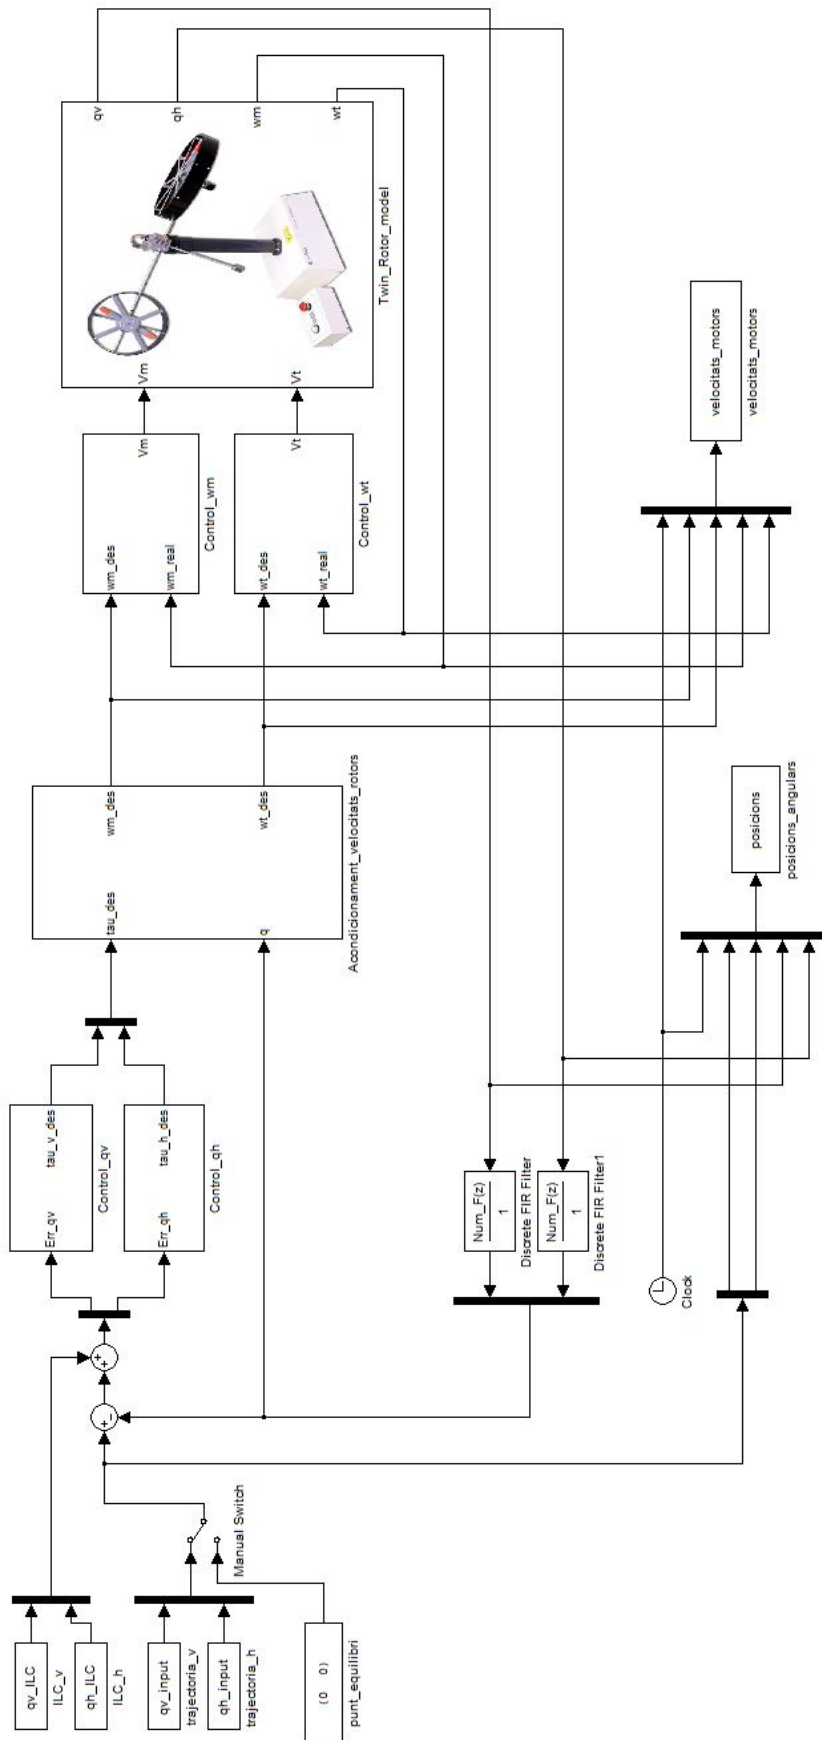 qv_ILC
ILC_v
qh_ILC
ILC_h
qv_input
trajectoria_v
qh_input
trajectoria_h
(0 0)
punt_equilibri
Manual Switch
Err_qv
tau_v_des
Control_qv
Err_qh
tau_h_des
Control_qh
tau_des
q
wm_des
wt_des
Acondicionament_velocitats_rotors
wm_des
wm_real
Vm
Control_wm
wt_des
wt_real
Vt
Control_wt
Vm
Vt
qv
qh
wm
wt
Twin_Rotor_model
Num_F(z)
1
Discrete FIR Filter
Num_F(z)
1
Discrete FIR Filter1
Clock
posicions
posicions_angulars
velocitats_motors
velocitats_motors